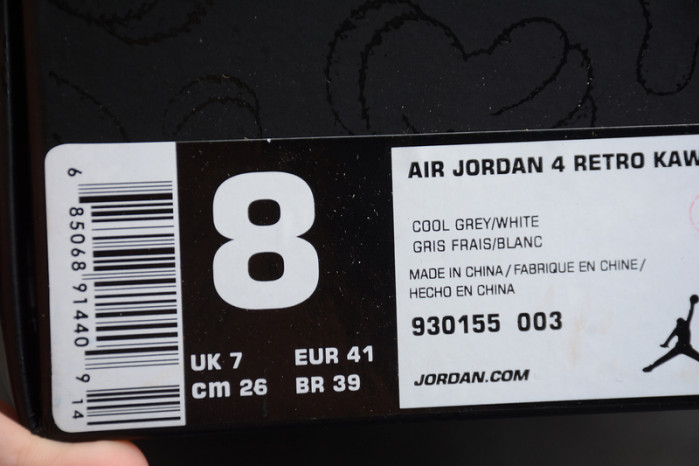 6 85068 91440 9 14
8
UK 7 EUR 41
cm 26 BR 39
AIR JORDAN 4 RETRO KAW
COOL GREY/WHITE
GRIS FRAIS/BLANC
MADE IN CHINA/FABRIQUE EN CHINE/
HECHO EN CHINA
930155 003
JORDAN.COM